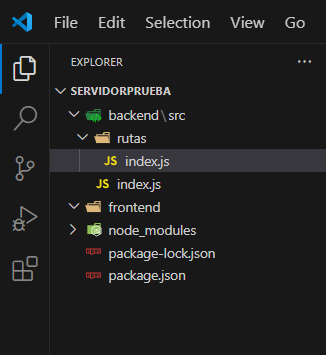 File Edit Selection View Go
EXPLORER ...
SERVIDORPRUEBA
backend\src
rutas
JS index.js
JS index.js
frontend
node_modules
package-lock.json
package.json